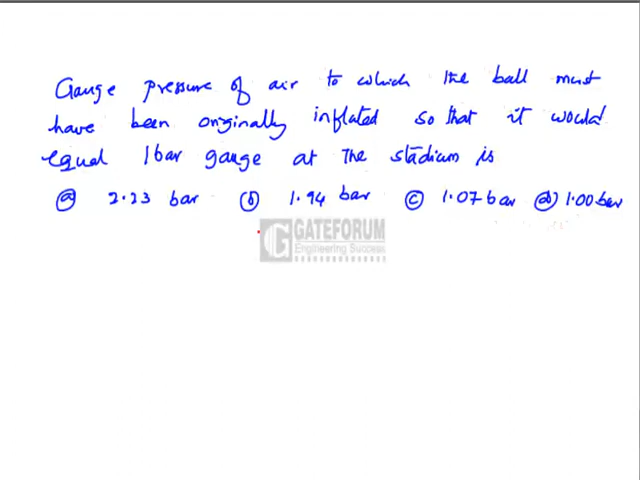 Gauge pressure of air to which the ball must
have been originally inflated so that it would
equal 1 bar gauge at the stadium is
(a) 2.23 bar (b) 1.94 bar (c) 1.07 bar (d) 1.00 bar
GATEFORUM
Engineering Success